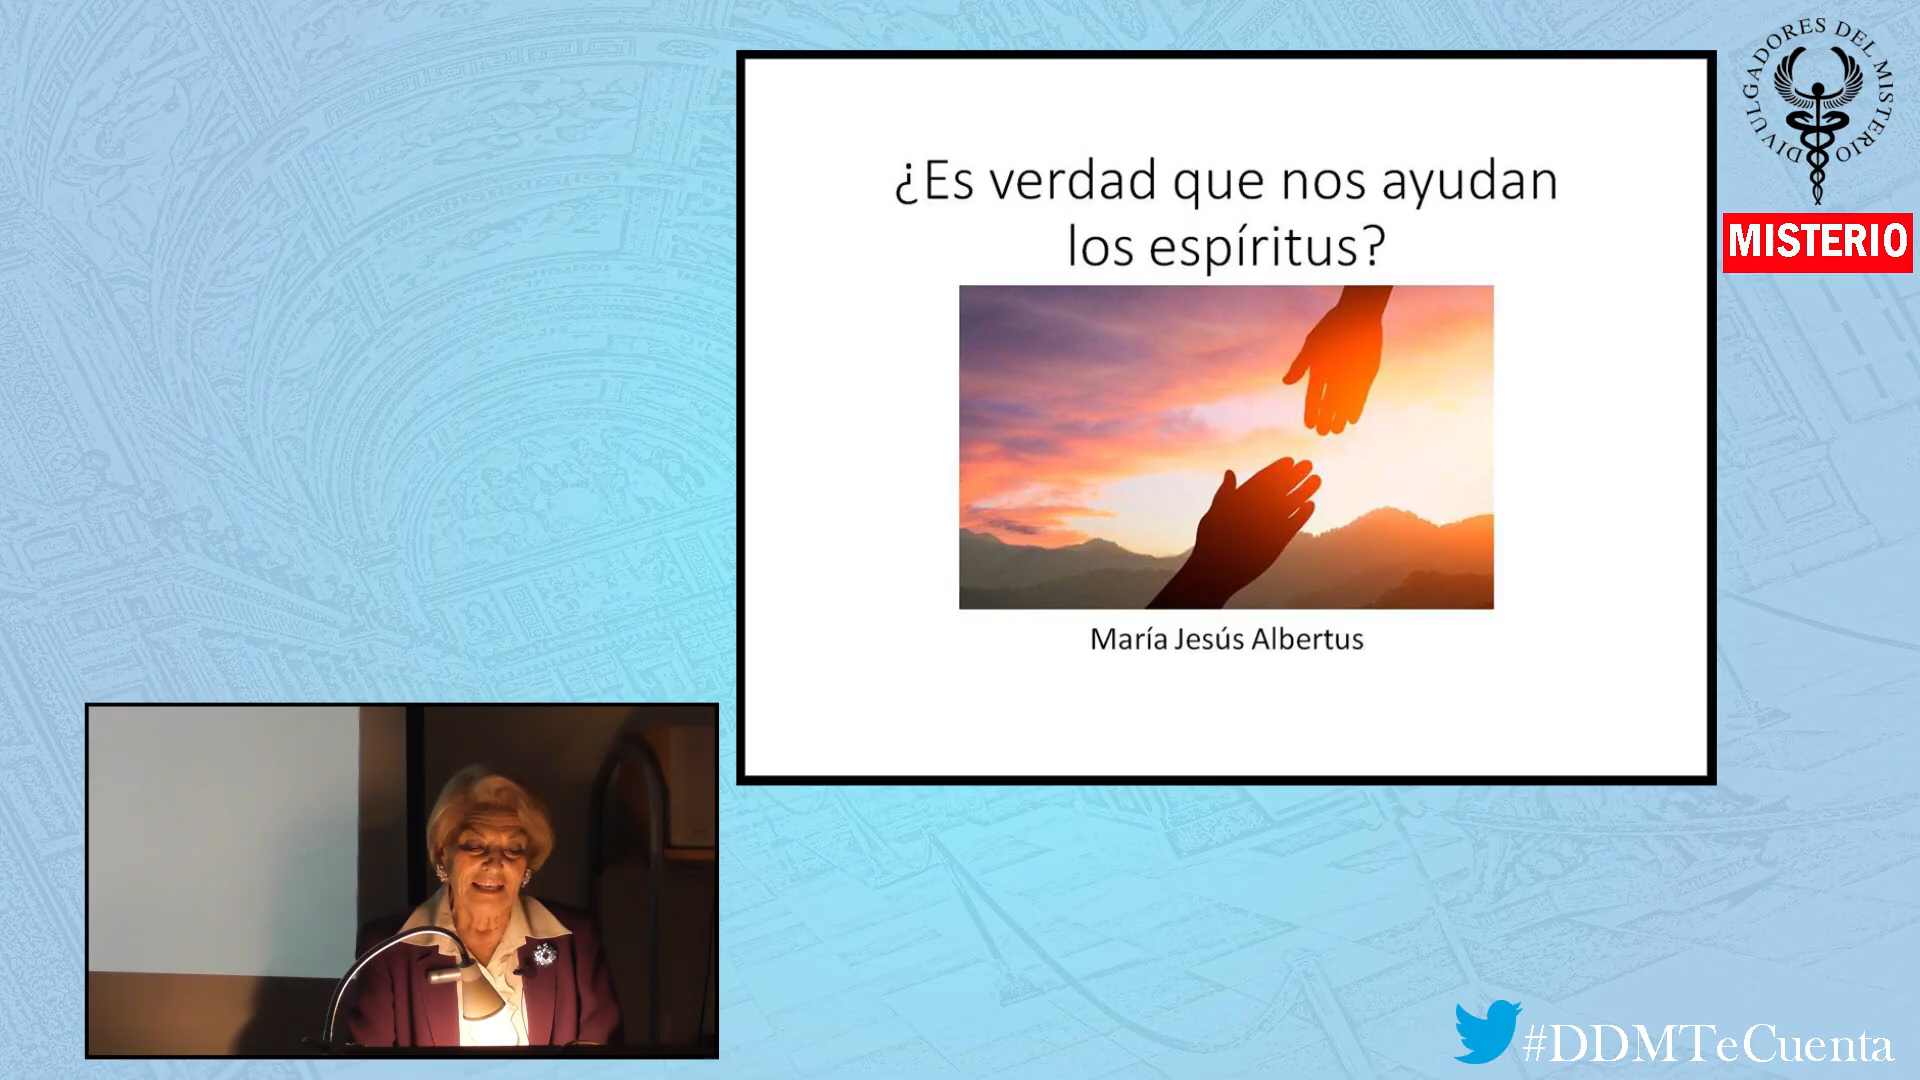 ¿Es verdad que nos ayudan
los espíritus?
María Jesús Albertus
DIVULGADORES DEL MISTERIO
MISTERIO
#DDMTeCuenta